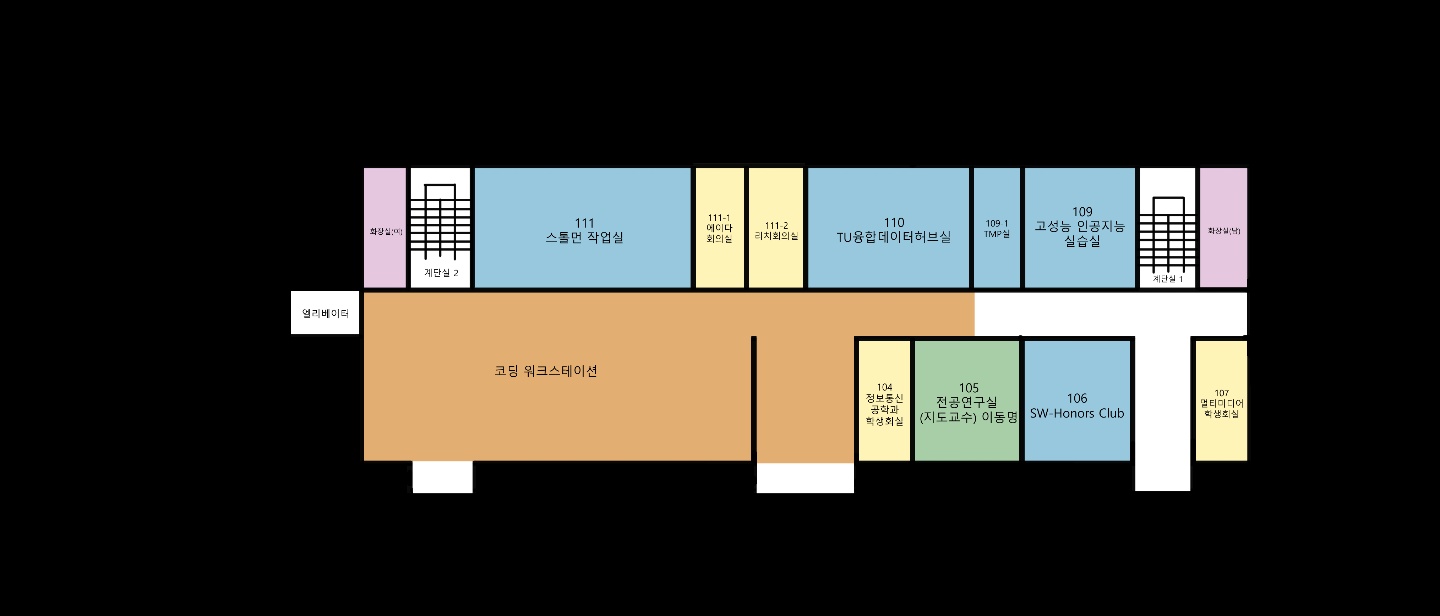 화장실(여)
계단실 2
111
스톨먼 작업실
111-1
에이다
회의실
111-2
리치회의실
110
TU융합데이터허브실
109-1
TMP실
109
고성능 인공지능
실습실
계단실 1
화장실(남)
엘리베이터
코딩 워크스테이션
104
정보통신
공학과
학생회실
105
전공연구실
(지도교수) 이동명
106
SW-Honors Club
107
멀티미디어
학생회실